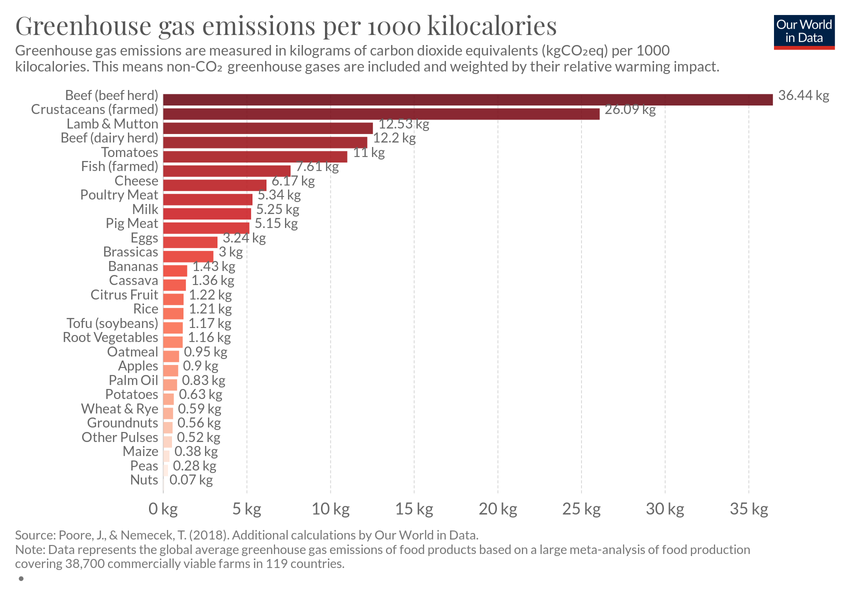 Greenhouse gas emissions per 1000 kilocalories
Our World
in Data
Greenhouse gas emissions are measured in kilograms of carbon dioxide equivalents (kgCO₂eq) per 1000
kilocalories. This means non-CO₂ greenhouse gases are included and weighted by their relative warming impact.
Beef (beef herd) 36.44 kg
Crustaceans (farmed) 26.09 kg
Lamb & Mutton 12.53 kg
Beef (dairy herd) 12.2 kg
Tomatoes 11 kg
Fish (farmed) 7.61 kg
Cheese 6.17 kg
Poultry Meat 5.34 kg
Milk 5.25 kg
Pig Meat 5.15 kg
Eggs 3.24 kg
Brassicas 3 kg
Bananas 1.43 kg
Cassava 1.36 kg
Citrus Fruit 1.22 kg
Rice 1.21 kg
Tofu (soybeans) 1.17 kg
Root Vegetables 1.16 kg
Oatmeal 0.95 kg
Apples 0.9 kg
Palm Oil 0.83 kg
Potatoes 0.63 kg
Wheat & Rye 0.59 kg
Groundnuts 0.56 kg
Other Pulses 0.52 kg
Maize 0.38 kg
Peas 0.28 kg
Nuts 0.07 kg
0 kg 5 kg 10 kg 15 kg 20 kg 25 kg 30 kg 35 kg
Source: Poore, J., & Nemecek, T. (2018). Additional calculations by Our World in Data.
Note: Data represents the global average greenhouse gas emissions of food products based on a large meta-analysis of food production
covering 38,700 commercially viable farms in 119 countries.
•